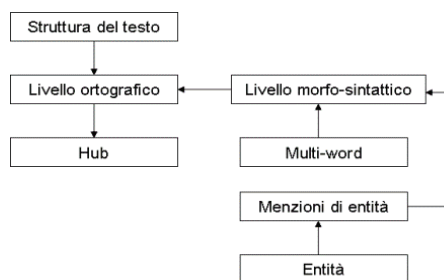 Struttura del testo
Livello ortografico
Livello morfo-sintattico
Hub
Multi-word
Menzioni di entità
Entità